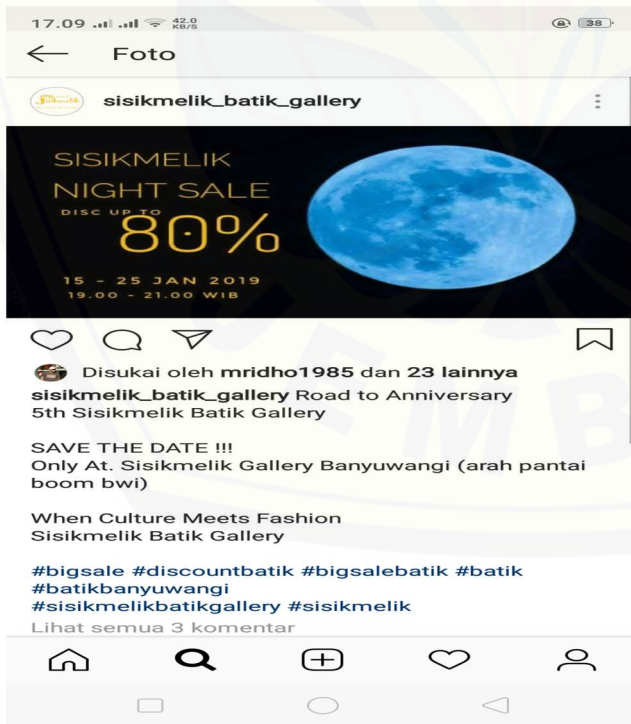 17.09 42.0 KB/S 38
Foto
sisikmelik_batik_gallery
SISIKMELIK
NIGHT SALE
DISC UP TO
80%
15 - 25 JAN 2019
19.00 - 21.00 WIB
Disukai oleh mridho1985 dan 23 lainnya
sisikmelik_batik_gallery Road to Anniversary
5th Sisikmelik Batik Gallery
SAVE THE DATE !!!
Only At. Sisikmelik Gallery Banyuwangi (arah pantai
boom bwi)
When Culture Meets Fashion
Sisikmelik Batik Gallery
#bigsale #discountbatik #bigsalebatik #batik
#batikbanyuwangi
#sisikmelikbatikgallery #sisikmelik
Lihat semua 3 komentar